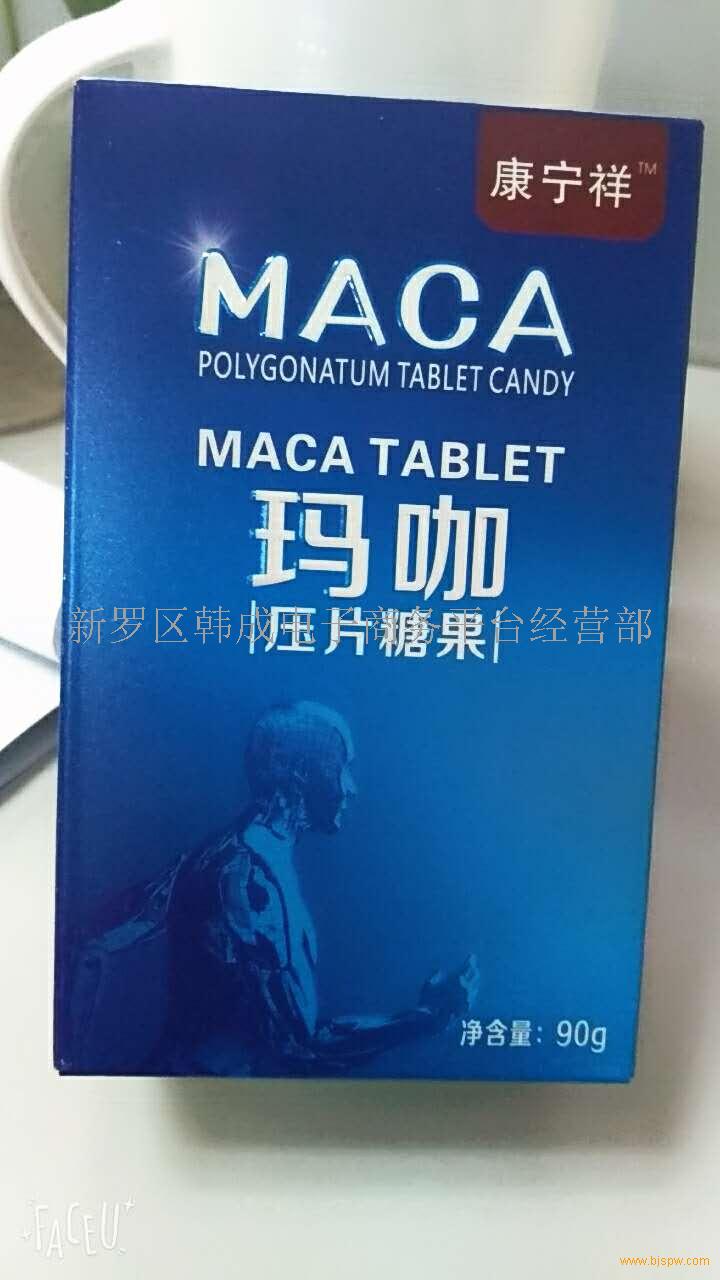 康宁祥™
MACA
POLYGONATUM TABLET CANDY
MACA TABLET
玛咖
新罗区韩成电子商务平台经营部
压片糖果
净含量：90g
FACEU
www.bjspw.com